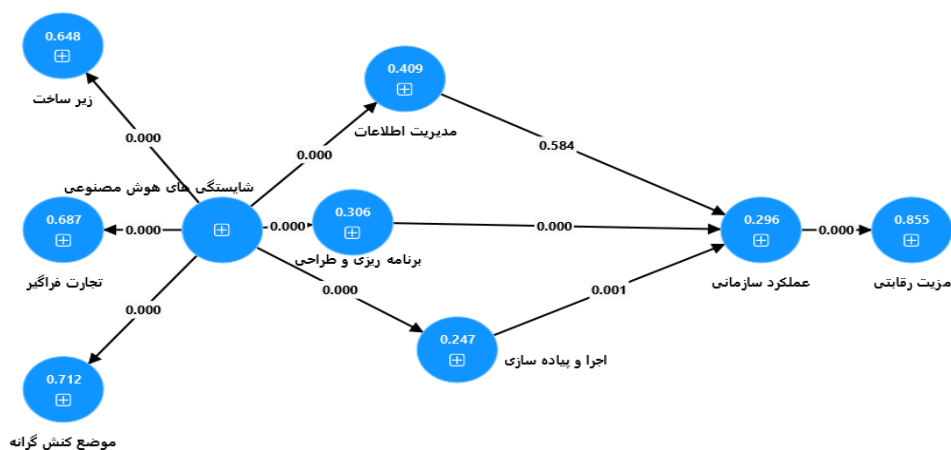 0.648
زیر ساخت
0.000
0.409
مدیریت اطلاعات
0.000
0.584
شایستگی های هوش مصنوعی
0.687
تجارت فراگیر
0.000
0.000
0.306
برنامه ریزی و طراحی
0.000
0.296
عملکرد سازمانی
0.000
0.855
مزیت رقابتی
0.000
0.000
0.001
0.247
اجرا و پیاده سازی
0.712
موضع کنش گرانه